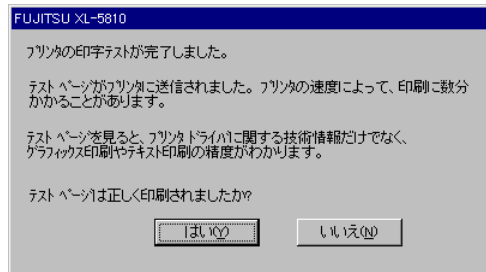 FUJITSU XL-5810
プリンタの印字テストが完了しました。
テスト ページがプリンタに送信されました。プリンタの速度によって、印刷に数分
かかることがあります。
テスト ページを見ると、プリンタ ドライバに関する技術情報だけでなく、
グラフィックス印刷やテキスト印刷の精度がわかります。
テスト ページは正しく印刷されましたか?
はい(Y)
いいえ(N)